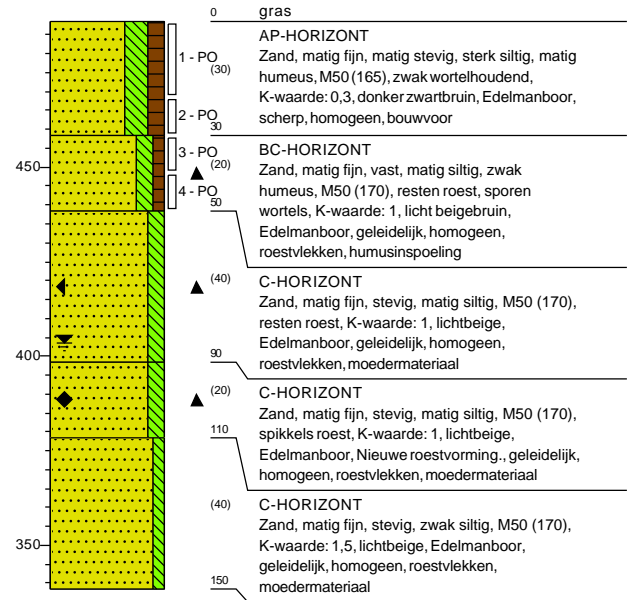 0 gras
AP-HORIZONT
1 - PO (30) Zand, matig fijn, matig stevig, sterk siltig, matig
humeus, M50 (165), zwak wortelhoudend,
K-waarde: 0,3, donker zwartbruin, Edelmanboor,
2 - PO scherp, homogeen, bouwvoor
30
3 - PO BC-HORIZONT
450 (20) Zand, matig fijn, vast, matig siltig, zwak
4 - PO humeus, M50 (170), resten roest, sporen
50 wortels, K-waarde: 1, licht beigebruin,
Edelmanboor, geleidelijk, homogeen,
roestvlekken, humusinspoeling
(40) C-HORIZONT
Zand, matig fijn, stevig, matig siltig, M50 (170),
resten roest, K-waarde: 1, lichtbeige,
Edelmanboor, geleidelijk, homogeen,
400 90 roestvlekken, moedermateriaal
(20) C-HORIZONT
Zand, matig fijn, stevig, matig siltig, M50 (170),
110 spikkels roest, K-waarde: 1, lichtbeige,
Edelmanboor, Nieuwe roestvorming., geleidelijk,
homogeen, roestvlekken, moedermateriaal
(40) C-HORIZONT
Zand, matig fijn, stevig, zwak siltig, M50 (170),
350 K-waarde: 1,5, lichtbeige, Edelmanboor,
geleidelijk, homogeen, roestvlekken,
150 moedermateriaal